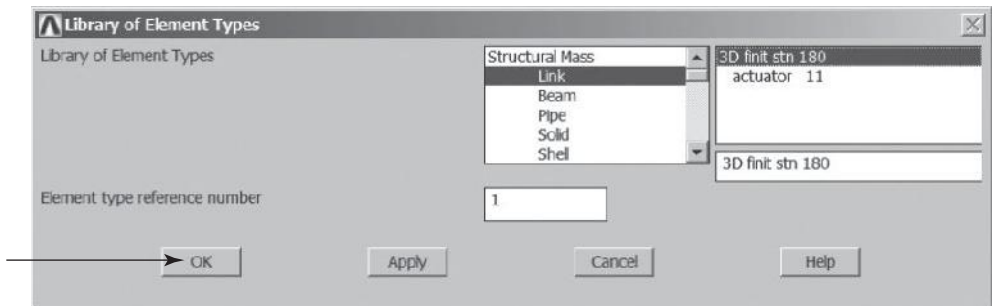 Library of Element Types
Library of Element Types
Structural Mass
Link
Beam
Pipe
Solid
Shell
3D finit stn 180
actuator 11
3D finit stn 180
Element type reference number
1
OK
Apply
Cancel
Help